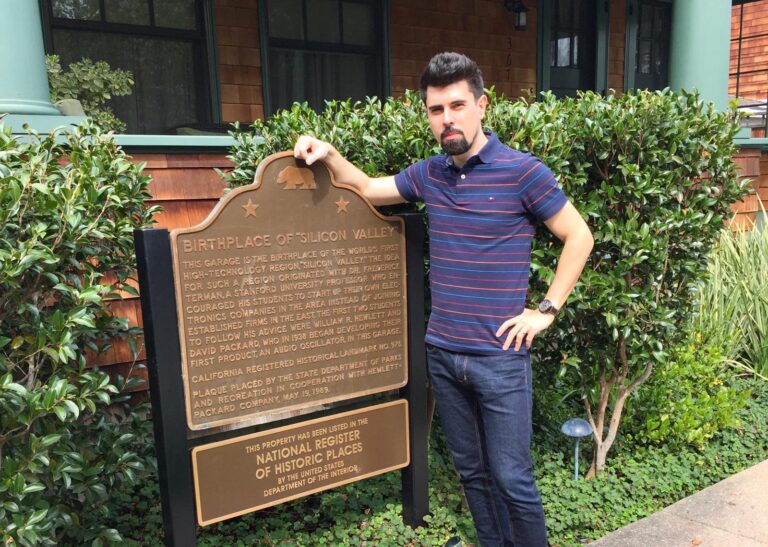 367
BIRTHPLACE OF "SILICON VALLEY"
THIS GARAGE IS THE BIRTHPLACE OF THE WORLD'S FIRST
HIGH-TECHNOLOGY REGION, "SILICON VALLEY." THE IDEA
FOR SUCH A REGION ORIGINATED WITH DR. FREDERICK
TERMAN, A STANFORD UNIVERSITY PROFESSOR WHO EN-
COURAGED HIS STUDENTS TO START UP THEIR OWN ELEC-
TRONICS COMPANIES IN THE AREA INSTEAD OF JOINING
ESTABLISHED FIRMS IN THE EAST. THE FIRST TWO STUDENTS
TO FOLLOW HIS ADVICE WERE WILLIAM R. HEWLETT AND
DAVID PACKARD, WHO IN 1938 BEGAN DEVELOPING THEIR
FIRST PRODUCT, AN AUDIO OSCILLATOR, IN THIS GARAGE.
CALIFORNIA REGISTERED HISTORICAL LANDMARK NO. 976
PLAQUE PLACED BY THE STATE DEPARTMENT OF PARKS
AND RECREATION IN COOPERATION WITH HEWLETT-
PACKARD COMPANY, MAY 19, 1989.
THIS PROPERTY HAS BEEN LISTED IN THE
NATIONAL REGISTER
OF HISTORIC PLACES
BY THE UNITED STATES
DEPARTMENT OF THE INTERIOR